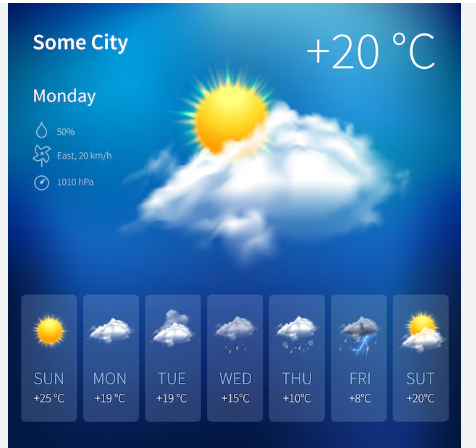 Some City
+20 °C
Monday
50%
East, 20 km/h
1010 hPa
SUN MON TUE WED THU FRI SUT
+25 °C +19 °C +19 °C +15°C +10°C +8°C +20°C